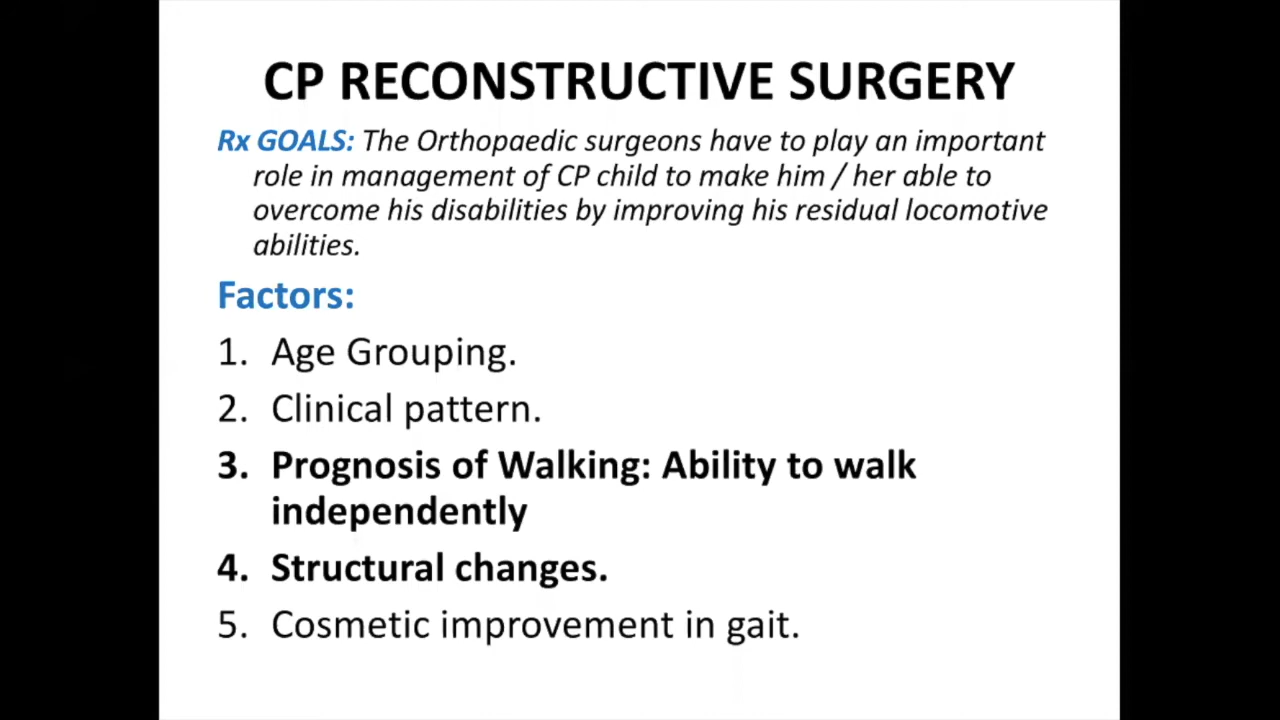 CP RECONSTRUCTIVE SURGERY
Rx GOALS: The Orthopaedic surgeons have to play an important
role in management of CP child to make him / her able to
overcome his disabilities by improving his residual locomotive
abilities.
Factors:
1. Age Grouping.
2. Clinical pattern.
3. Prognosis of Walking: Ability to walk
independently
4. Structural changes.
5. Cosmetic improvement in gait.